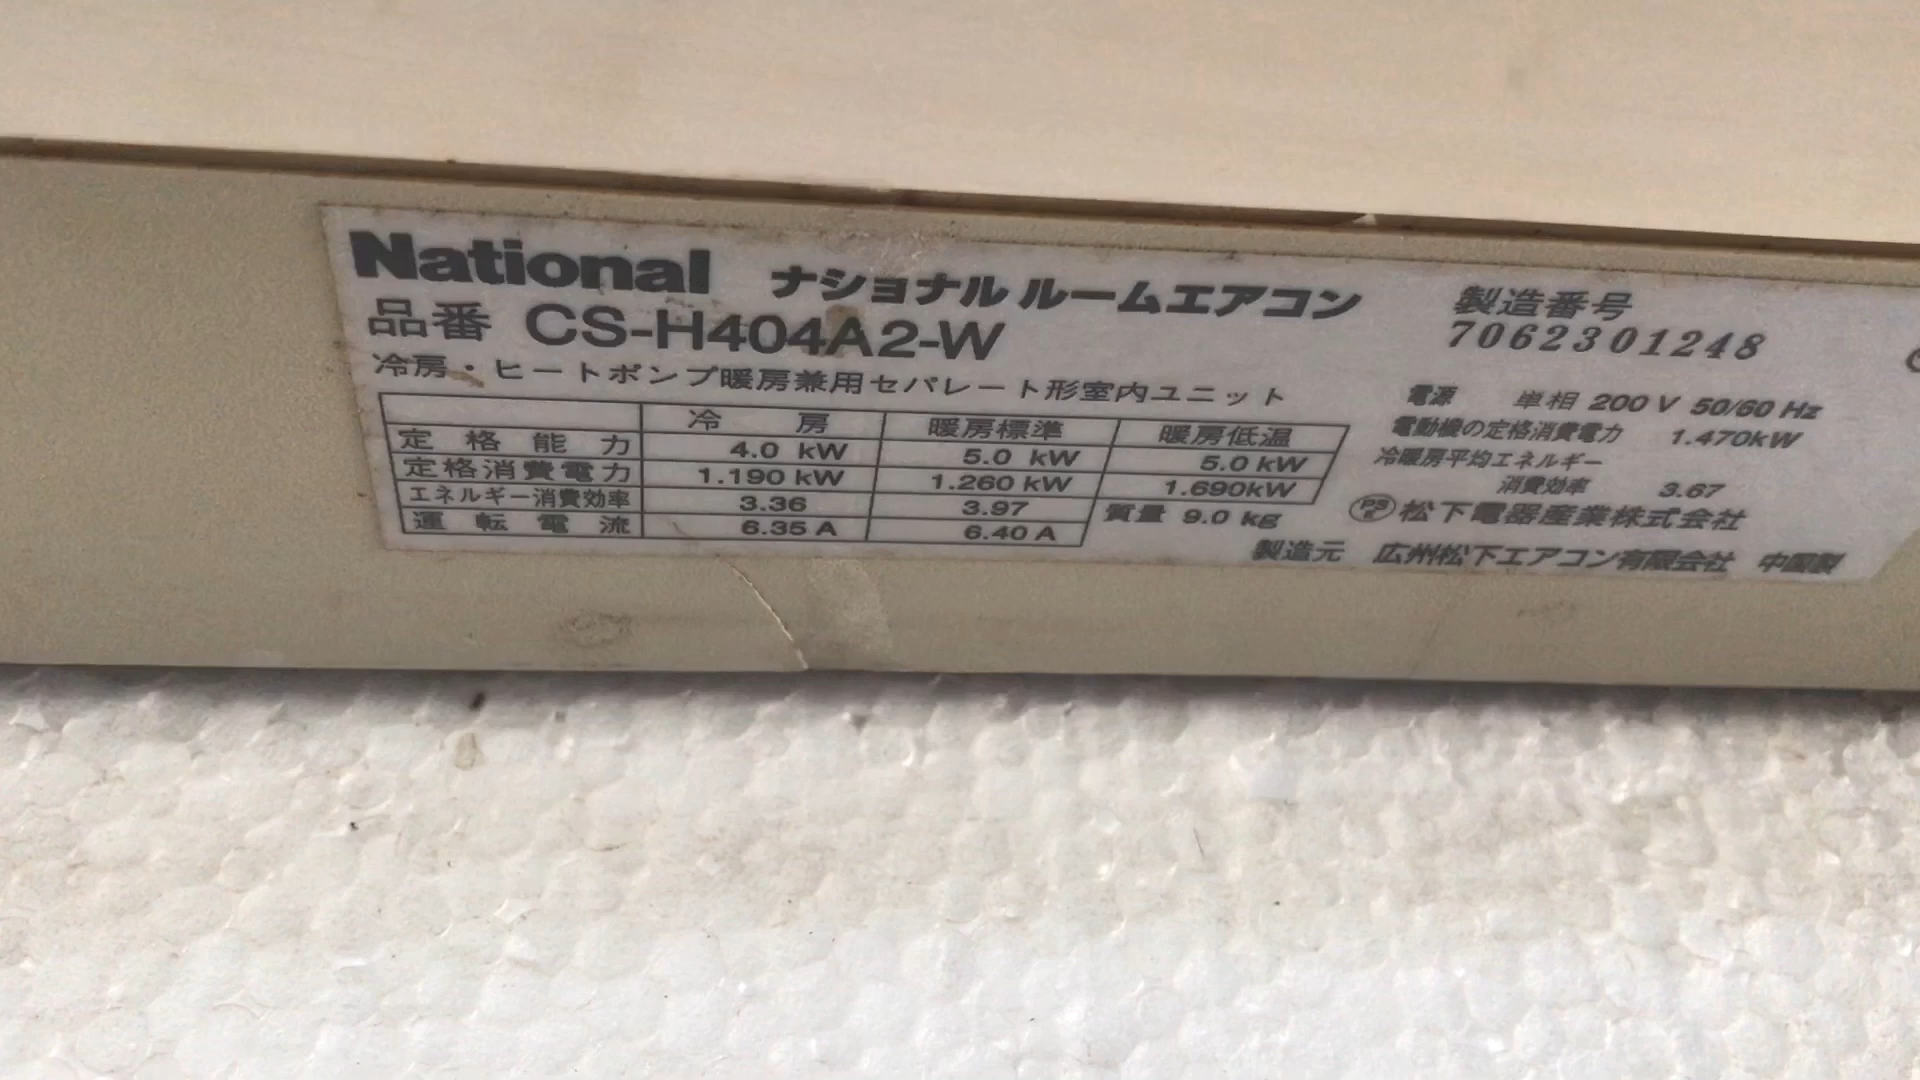 National ナショナル ルームエアコン
品番 CS-H404A2-W
冷房・ヒートポンプ暖房兼用セパレート形室内ユニット
冷房 暖房標準 暖房低温
定格能力 4.0 kW 5.0 kW 5.0 kW
定格消費電力 1.190 kW 1.260 kW 1.690kW
エネルギー消費効率 3.36 3.97
運転電流 6.35 A 6.40 A
質量 9.0 kg
製造番号
7062301248
電源 単相 200 V 50/60 Hz
電動機の定格消費電力 1.470kW
冷暖房平均エネルギー
消費効率 3.67
PS E 松下電器産業株式会社
製造元 広州松下エアコン有限会社 中国製